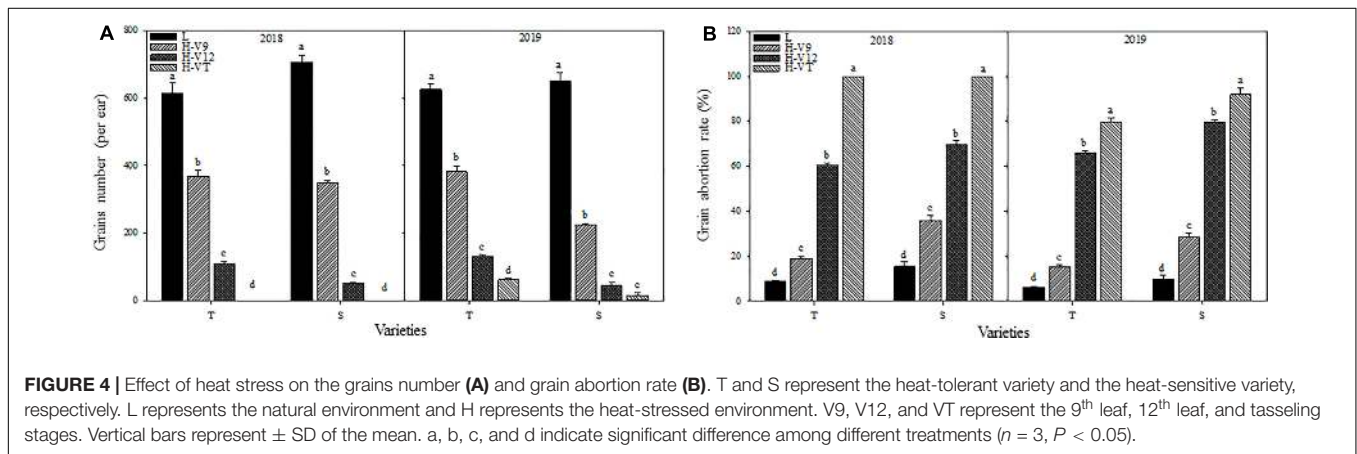 A
B
800
600
400
200
0
Grains number (per ear)
L
H-V9
H-V12
H-VT
2018
2019
a
b
c
d
a
b
c
d
a
b
c
d
a
b
c
c
T
S
T
S
Varieties
120
100
80
60
40
20
0
Grain abortion rate (%)
L
H-V9
H-V12
H-VT
2018
2019
d
c
b
a
d
c
b
a
d
c
b
a
d
c
b
a
T
S
T
S
Varieties
FIGURE 4 | Effect of heat stress on the grains number (A) and grain abortion rate (B). T and S represent the heat-tolerant variety and the heat-sensitive variety,
respectively. L represents the natural environment and H represents the heat-stressed environment. V9, V12, and VT represent the 9th leaf, 12th leaf, and tasseling
stages. Vertical bars represent ± SD of the mean. a, b, c, and d indicate significant difference among different treatments (n = 3, P < 0.05).